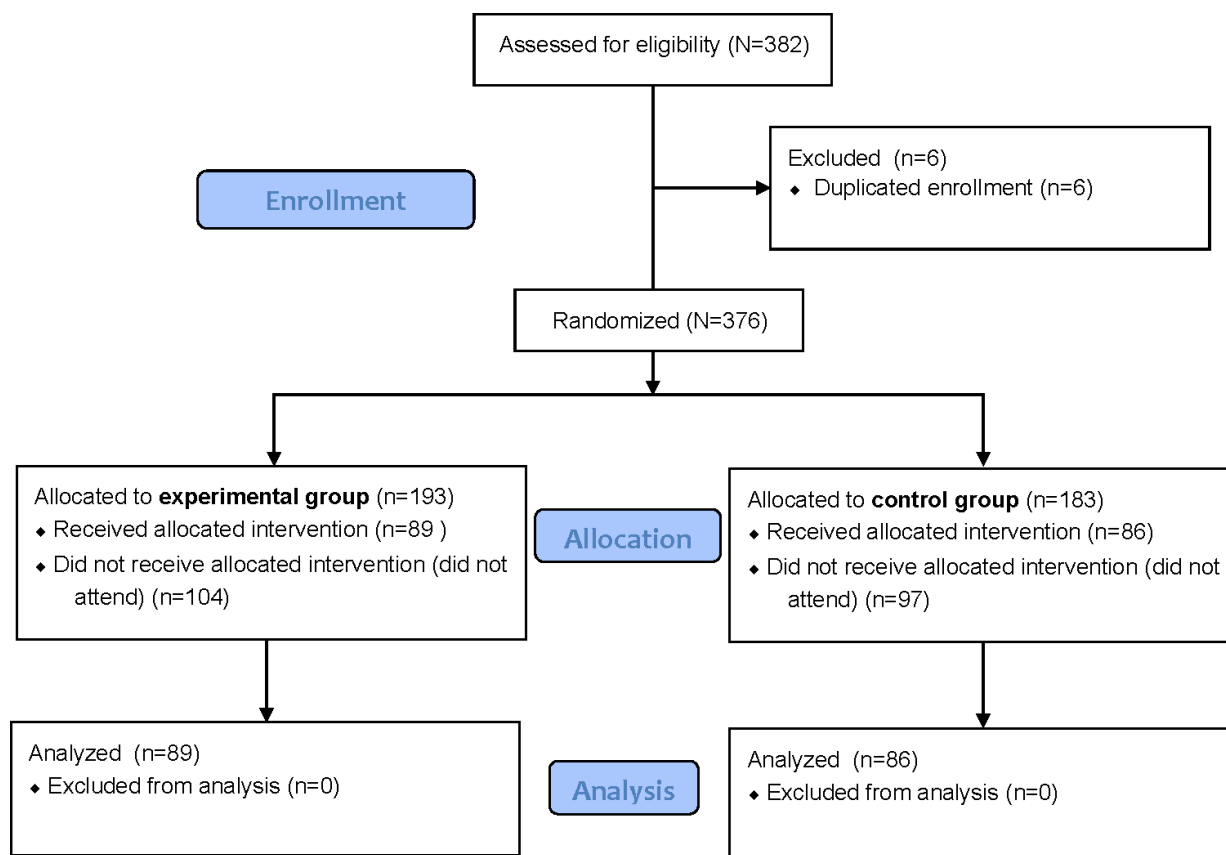 Assessed for eligibility (N=382)
Excluded (n=6)
⬥ Duplicated enrollment (n=6)
Enrollment
Randomized (N=376)
Allocated to experimental group (n=193)
⬥ Received allocated intervention (n=89 )
⬥ Did not receive allocated intervention (did not
attend) (n=104)
Allocation
Allocated to control group (n=183)
⬥ Received allocated intervention (n=86)
⬥ Did not receive allocated intervention (did not
attend) (n=97)
Analyzed (n=89)
⬥ Excluded from analysis (n=0)
Analysis
Analyzed (n=86)
⬥ Excluded from analysis (n=0)